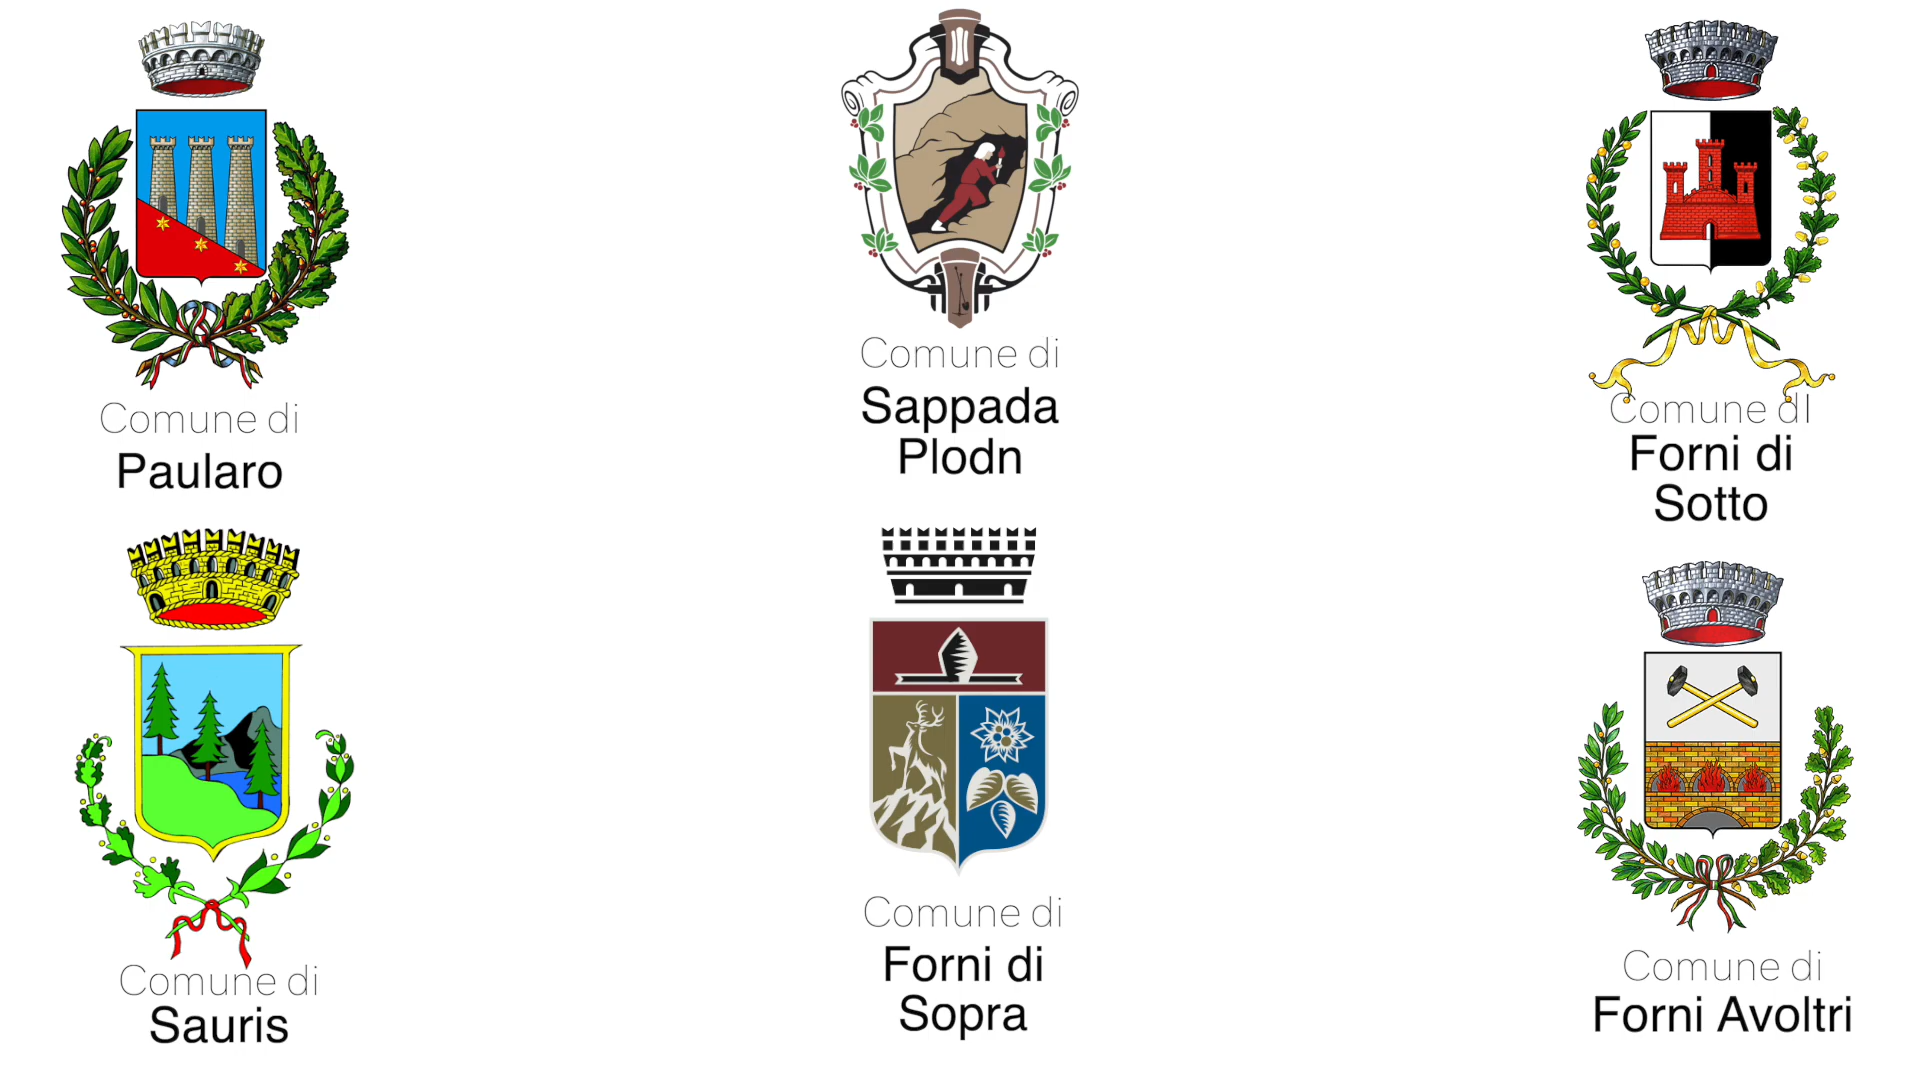 Comune di
Paularo
Comune di
Sappada
Plodn
Comune dI
Forni di
Sotto
Comune di
Sauris
Comune di
Forni di
Sopra
Comune di
Forni Avoltri